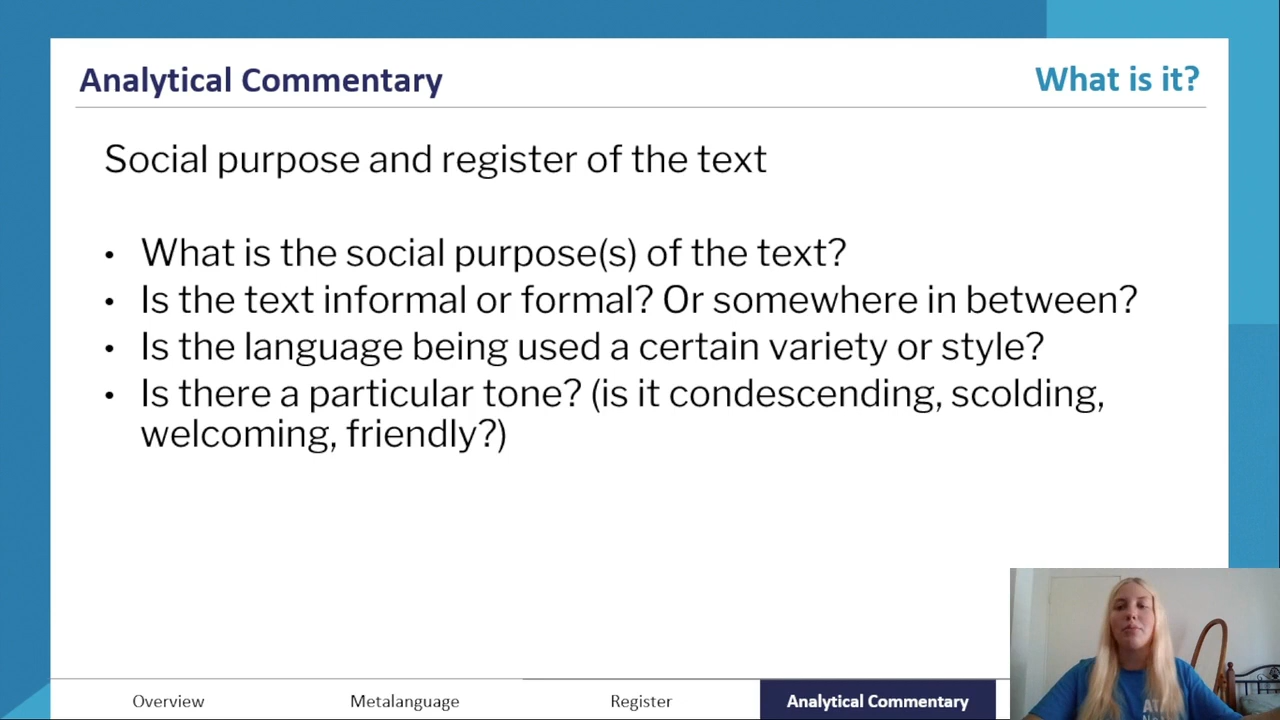 Analytical Commentary
What is it?
Social purpose and register of the text
• What is the social purpose(s) of the text?
• Is the text informal or formal? Or somewhere in between?
• Is the language being used a certain variety or style?
• Is there a particular tone? (is it condescending, scolding,
welcoming, friendly?)
Overview
Metalanguage
Register
Analytical Commentary